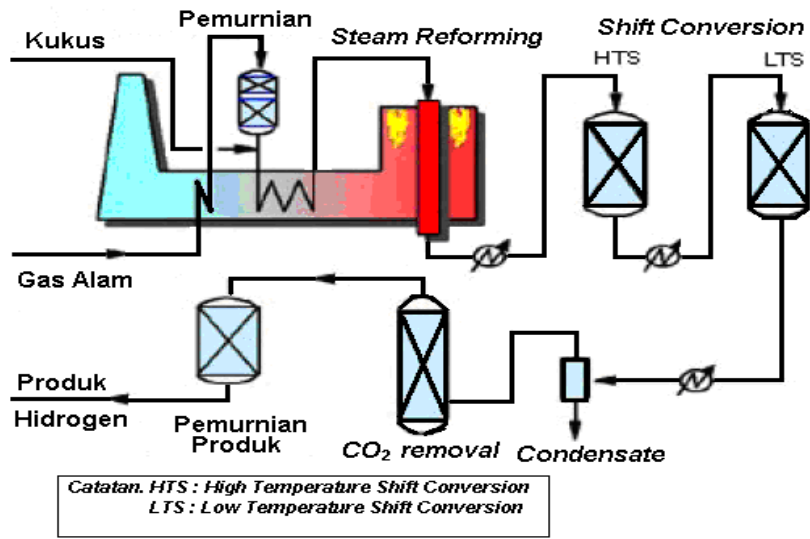 Pemurnian
Kukus
Steam Reforming
Shift Conversion
HTS
LTS
Gas Alam
Produk
Hidrogen
Pemurnian
Produk
CO₂ removal
Condensate
Catatan. HTS : High Temperature Shift Conversion
LTS : Low Temperature Shift Conversion